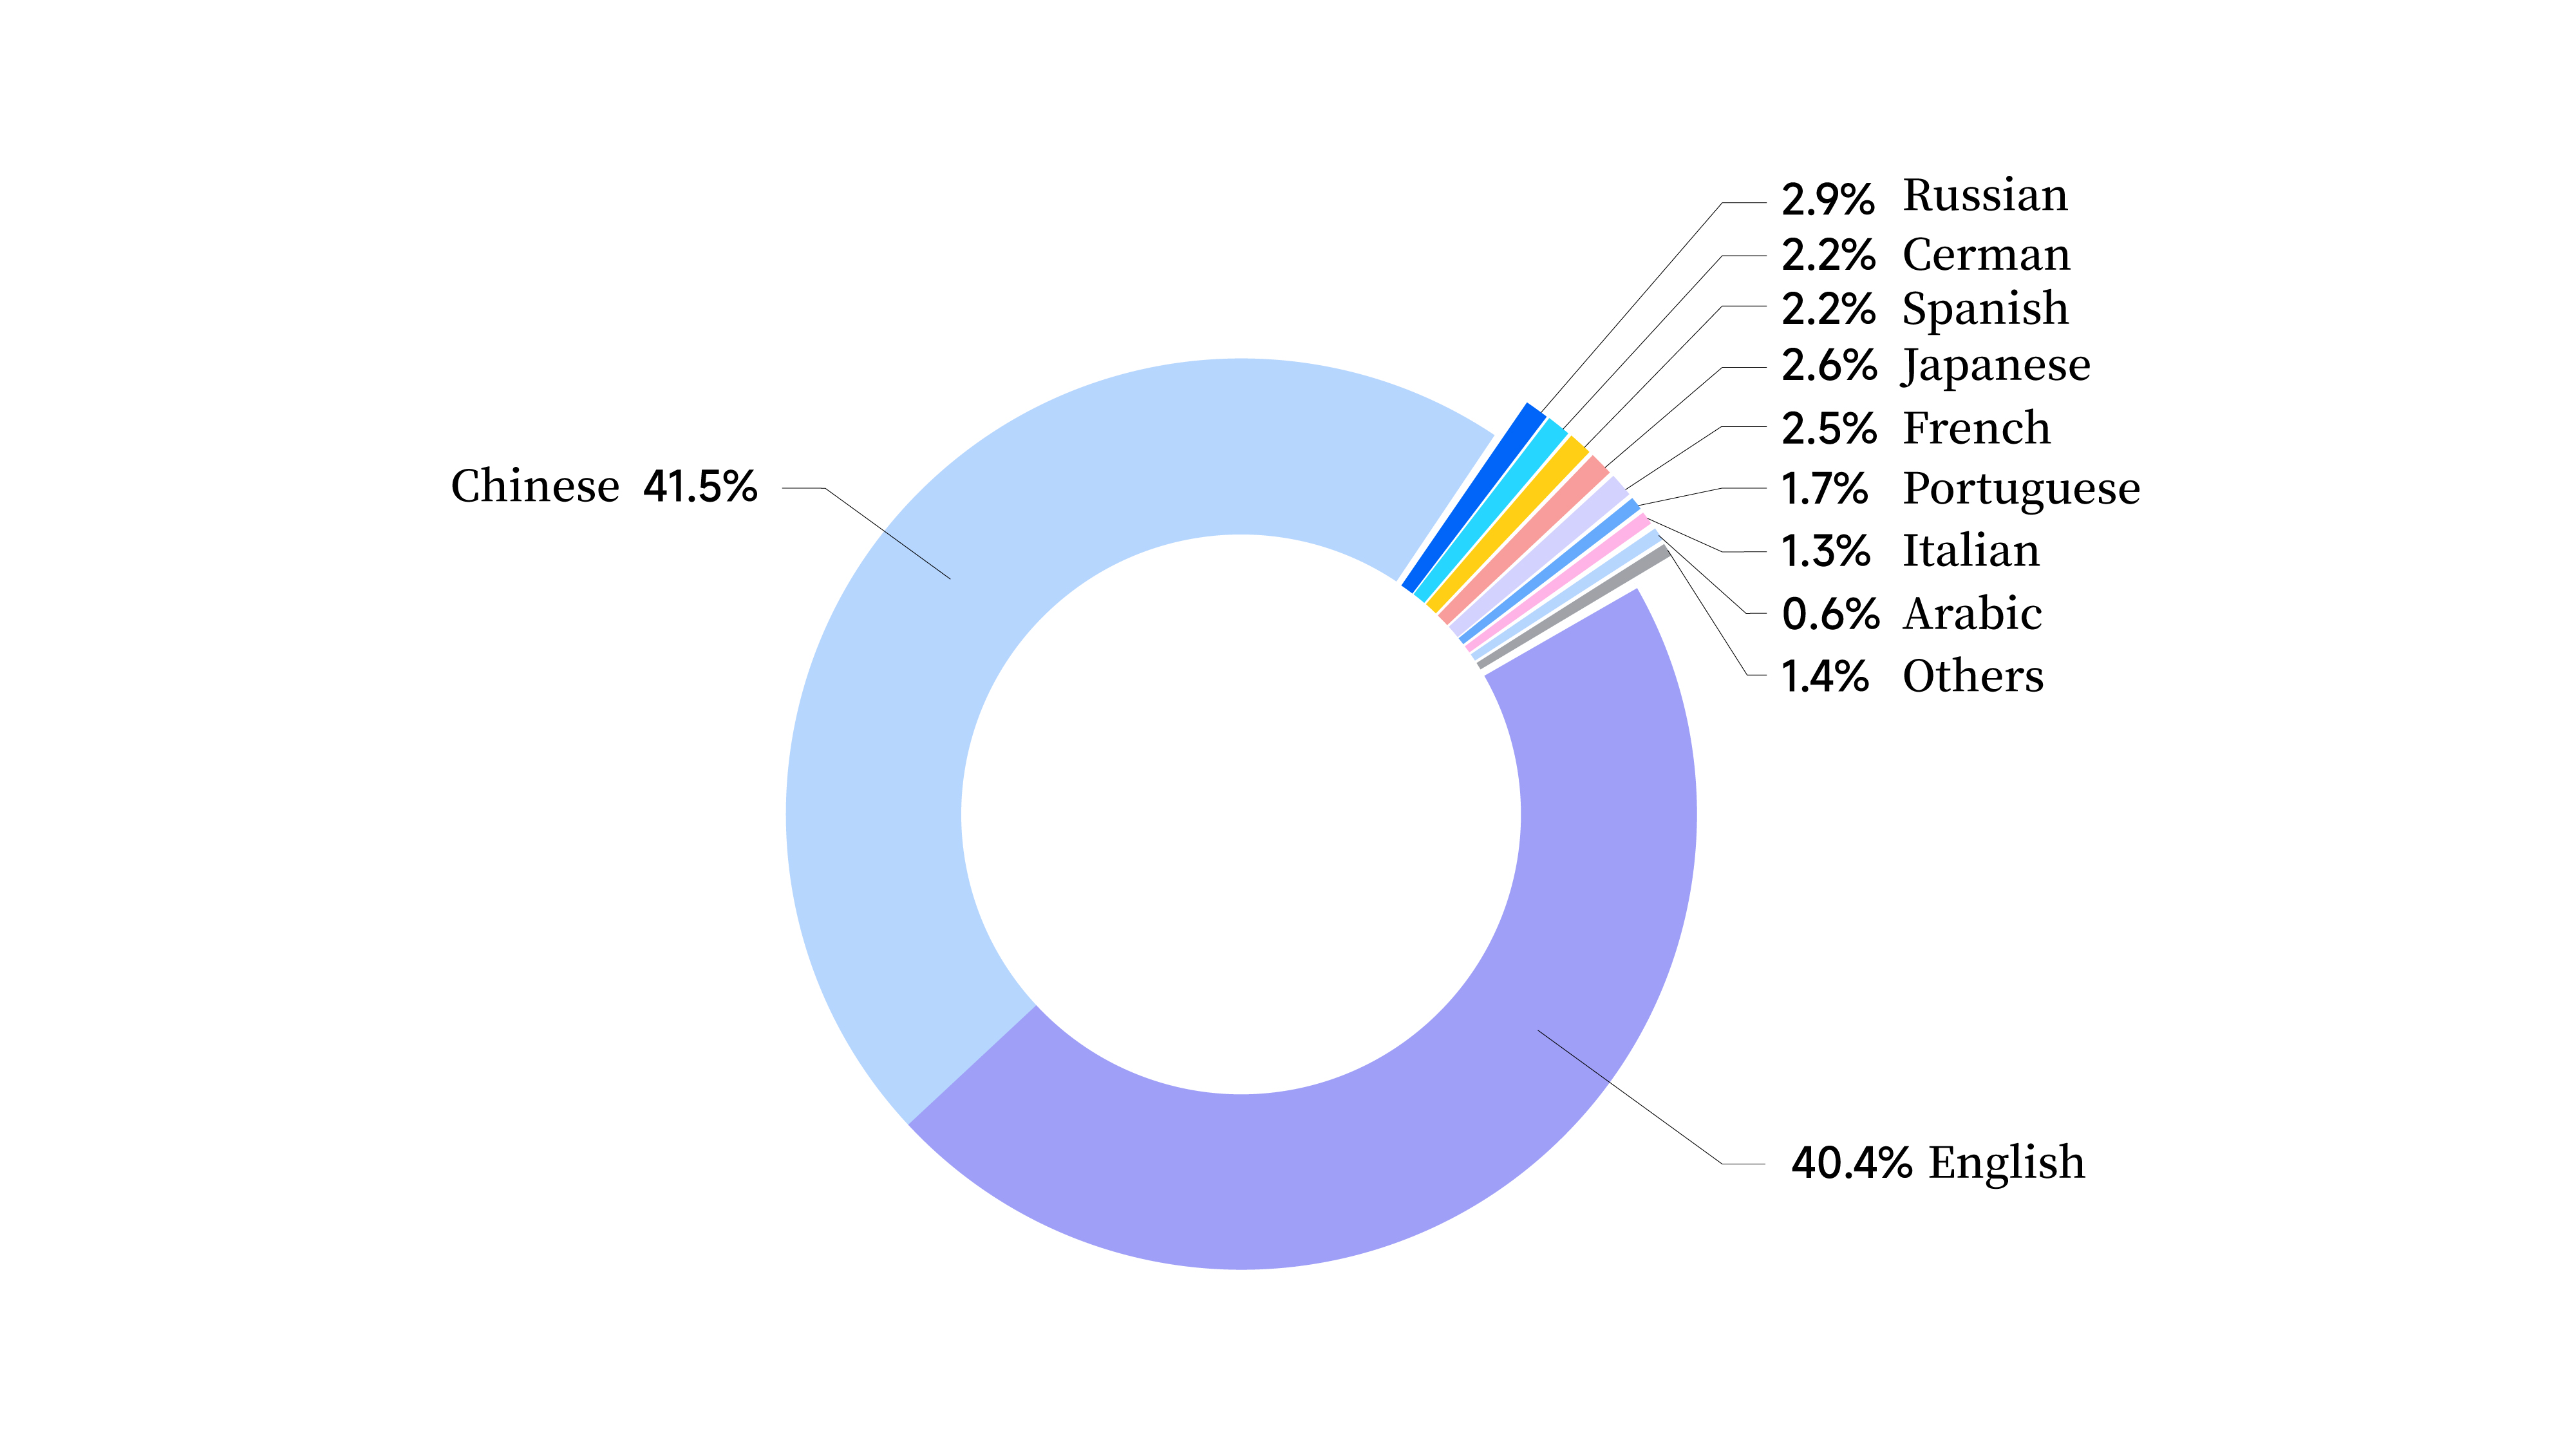 2.9% Russian
2.2% Cerman
2.2% Spanish
2.6% Japanese
2.5% French
Chinese 41.5%
1.7% Portuguese
1.3% Italian
0.6% Arabic
1.4% Others
40.4% English